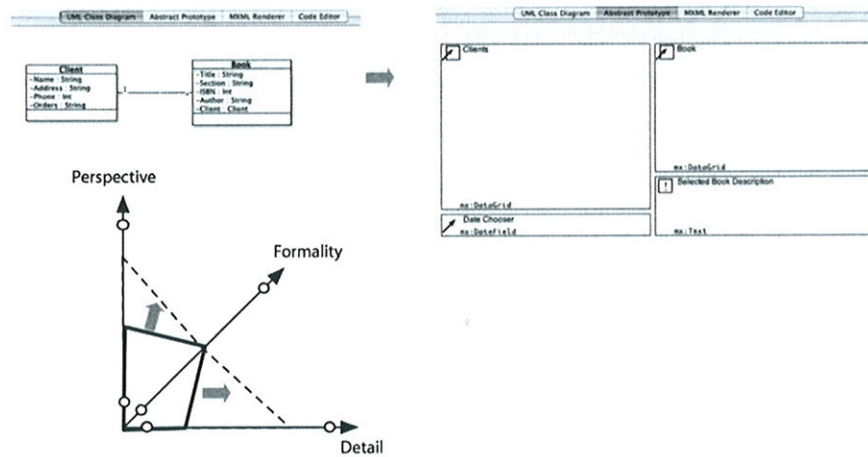 UML Class Diagram Abstract Prototype MXML Renderer Code Editor
Client
-Name : String
-Address : String
-Phone : Int
-Orders : String
1
*
Book
-Title : String
-Section : String
-ISBN : Int
-Author : String
-Client : Client
UML Class Diagram Abstract Prototype MXML Renderer Code Editor
Clients
mx:DataGrid
Date Chooser
mx:DateField
Book
mx:DataGrid
!
Selected Book Description
mx:Text
Perspective
Formality
Detail